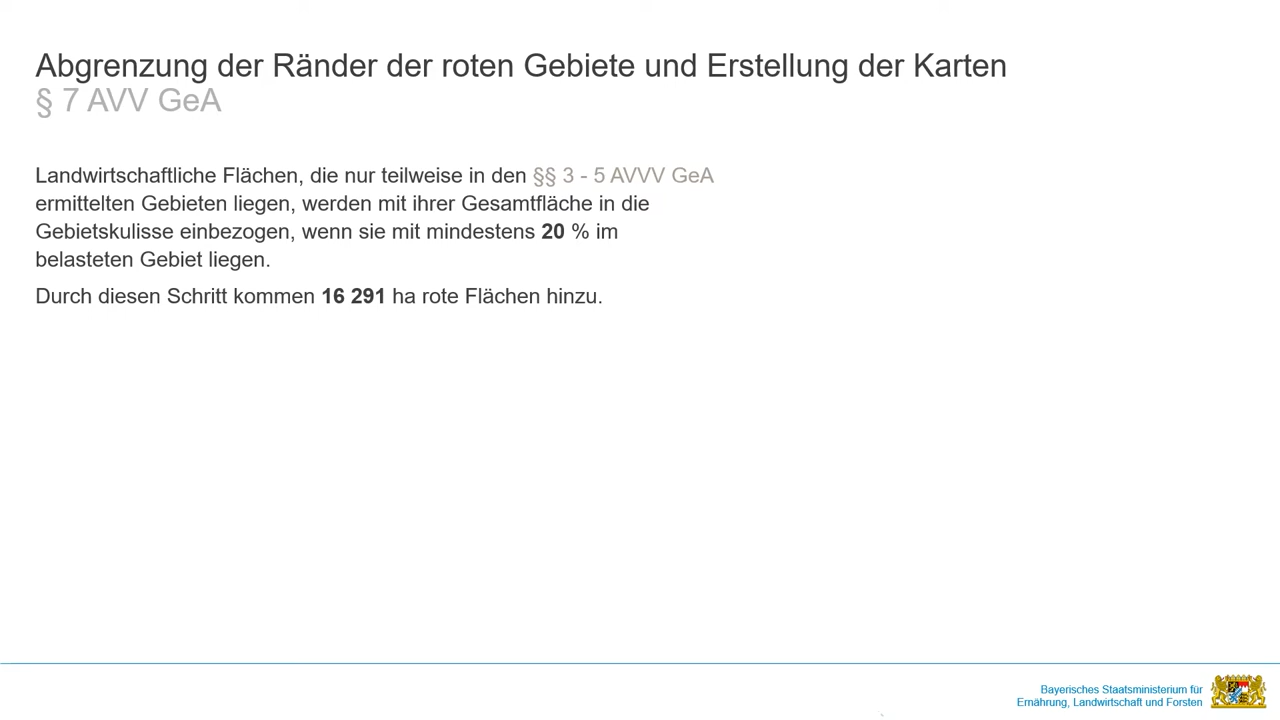 Abgrenzung der Ränder der roten Gebiete und Erstellung der Karten
§ 7 AVV GeA
Landwirtschaftliche Flächen, die nur teilweise in den §§ 3 - 5 AVVV GeA
ermittelten Gebieten liegen, werden mit ihrer Gesamtfläche in die
Gebietskulisse einbezogen, wenn sie mit mindestens 20 % im
belasteten Gebiet liegen.
Durch diesen Schritt kommen 16 291 ha rote Flächen hinzu.
Bayerisches Staatsministerium für
Ernährung, Landwirtschaft und Forsten